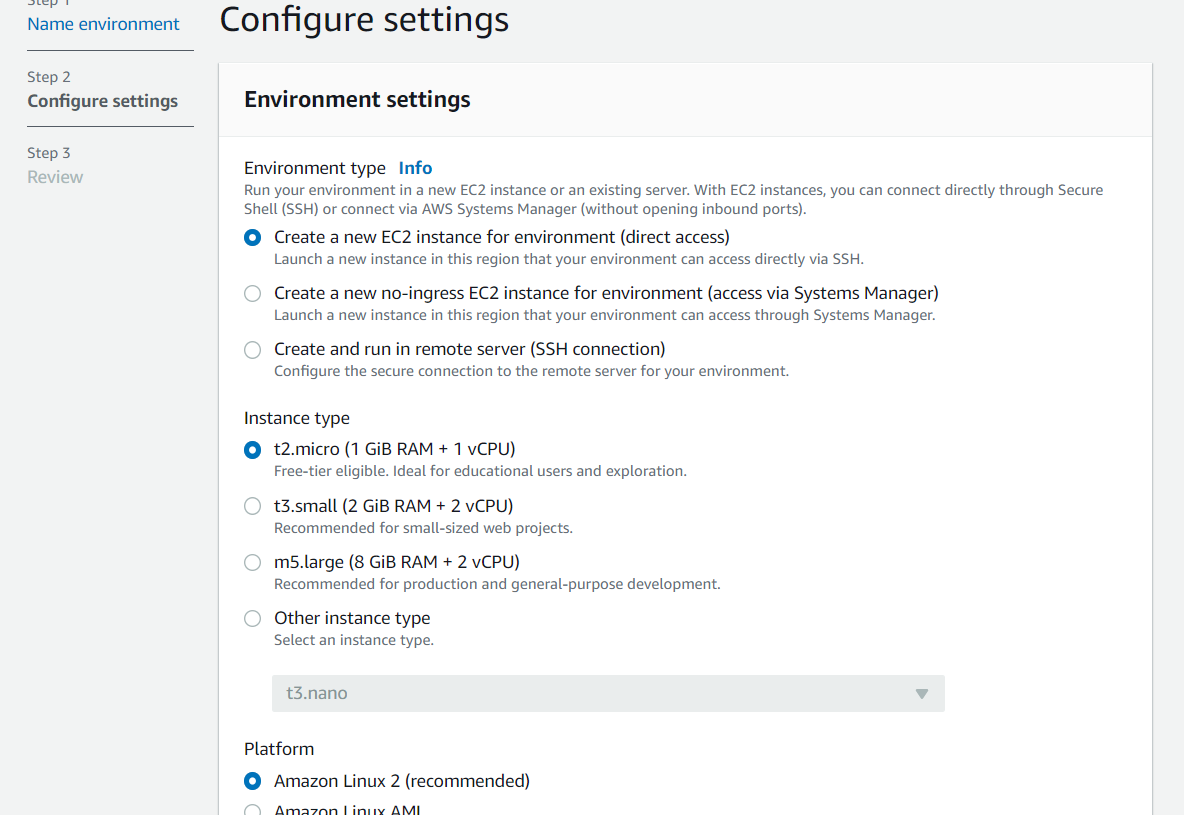 Step 1
Name environment
Step 2
Configure settings
Step 3
Review
Configure settings
Environment settings
Environment type Info
Run your environment in a new EC2 instance or an existing server. With EC2 instances, you can connect directly through Secure
Shell (SSH) or connect via AWS Systems Manager (without opening inbound ports).
Create a new EC2 instance for environment (direct access)
Launch a new instance in this region that your environment can access directly via SSH.
Create a new no-ingress EC2 instance for environment (access via Systems Manager)
Launch a new instance in this region that your environment can access through Systems Manager.
Create and run in remote server (SSH connection)
Configure the secure connection to the remote server for your environment.
Instance type
t2.micro (1 GiB RAM + 1 vCPU)
Free-tier eligible. Ideal for educational users and exploration.
t3.small (2 GiB RAM + 2 vCPU)
Recommended for small-sized web projects.
m5.large (8 GiB RAM + 2 vCPU)
Recommended for production and general-purpose development.
Other instance type
Select an instance type.
t3.nano
Platform
Amazon Linux 2 (recommended)
Amazon Linux AMI